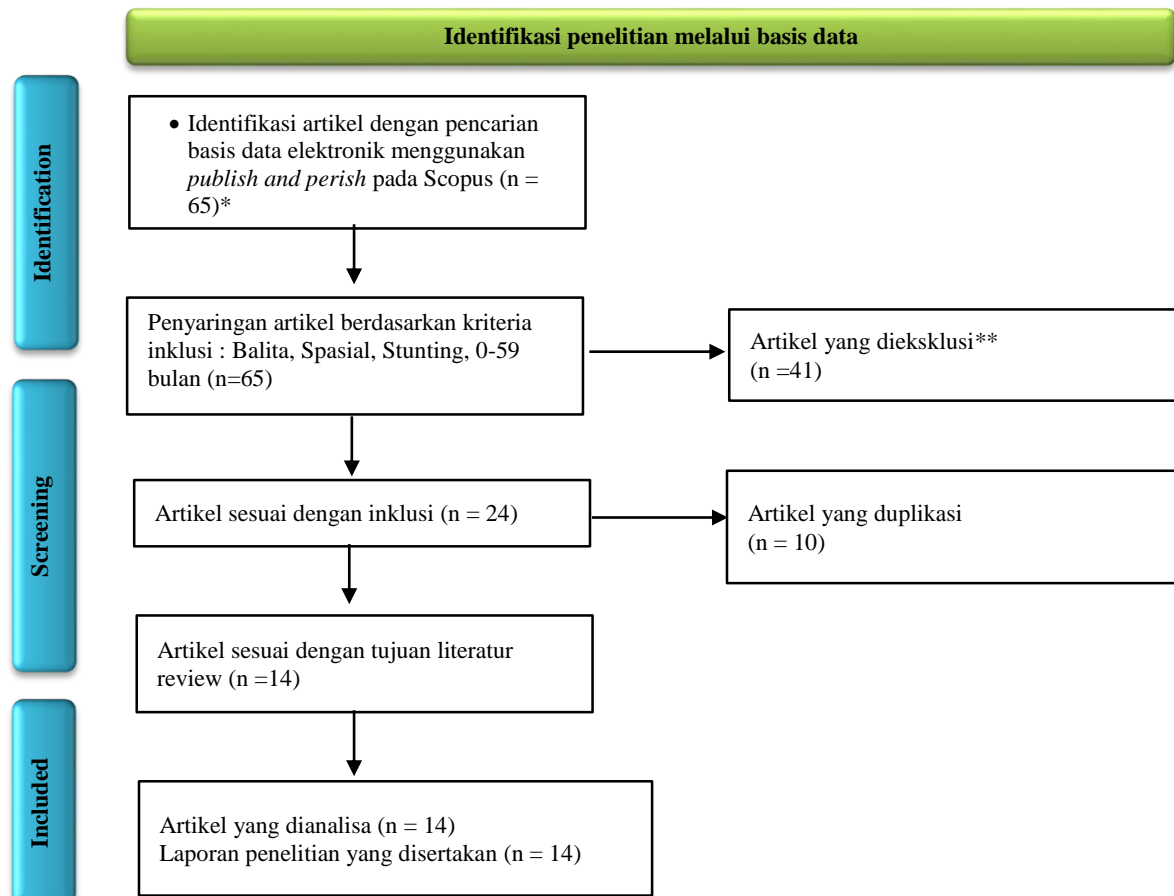 Identifikasi penelitian melalui basis data
Identification
• Identifikasi artikel dengan pencarian
basis data elektronik menggunakan
publish and perish pada Scopus (n =
65)*
Penyaringan artikel berdasarkan kriteria
inklusi : Balita, Spasial, Stunting, 0-59
bulan (n=65)
Artikel yang dieksklusi**
(n =41)
Screening
Artikel sesuai dengan inklusi (n = 24)
Artikel yang duplikasi
(n = 10)
Artikel sesuai dengan tujuan literatur
review (n =14)
Included
Artikel yang dianalisa (n = 14)
Laporan penelitian yang disertakan (n = 14)